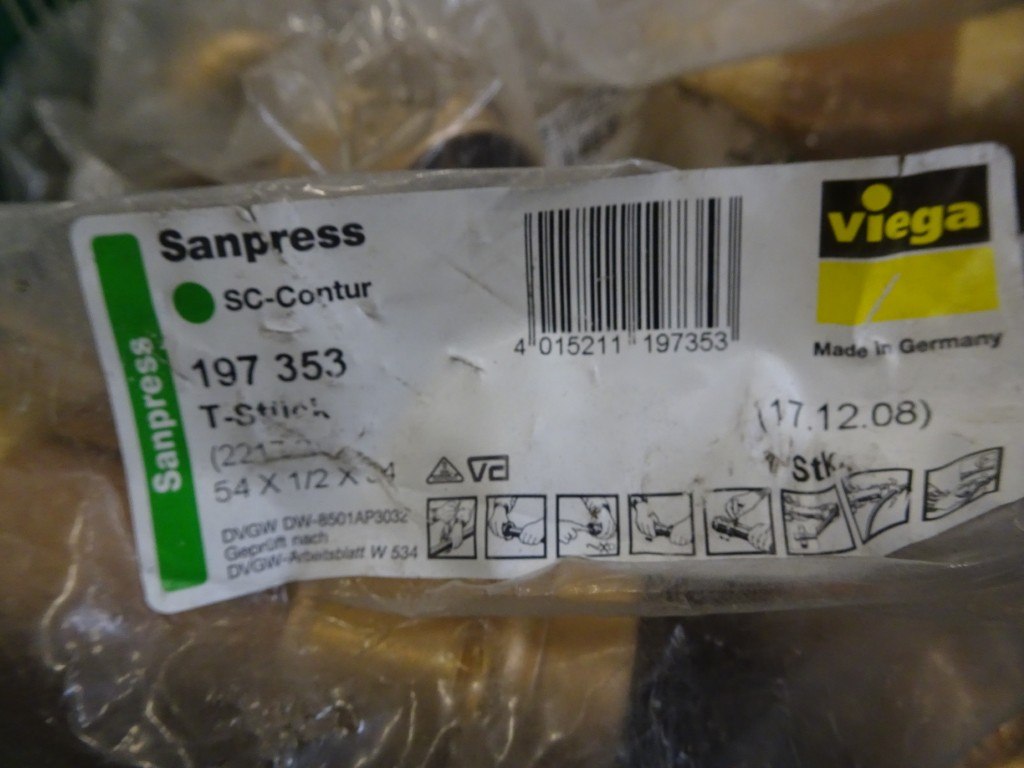 Sanpress
SC-Contur
197 353
T-Stück
54 X 1/2 X
DVGW DW-8501AP3032
Geprüft nach
DVGW-Arbeitsblatt W 534
Sanpress
4 015211 197353
viega
Made in Germany
(17.12.08)
Stk.